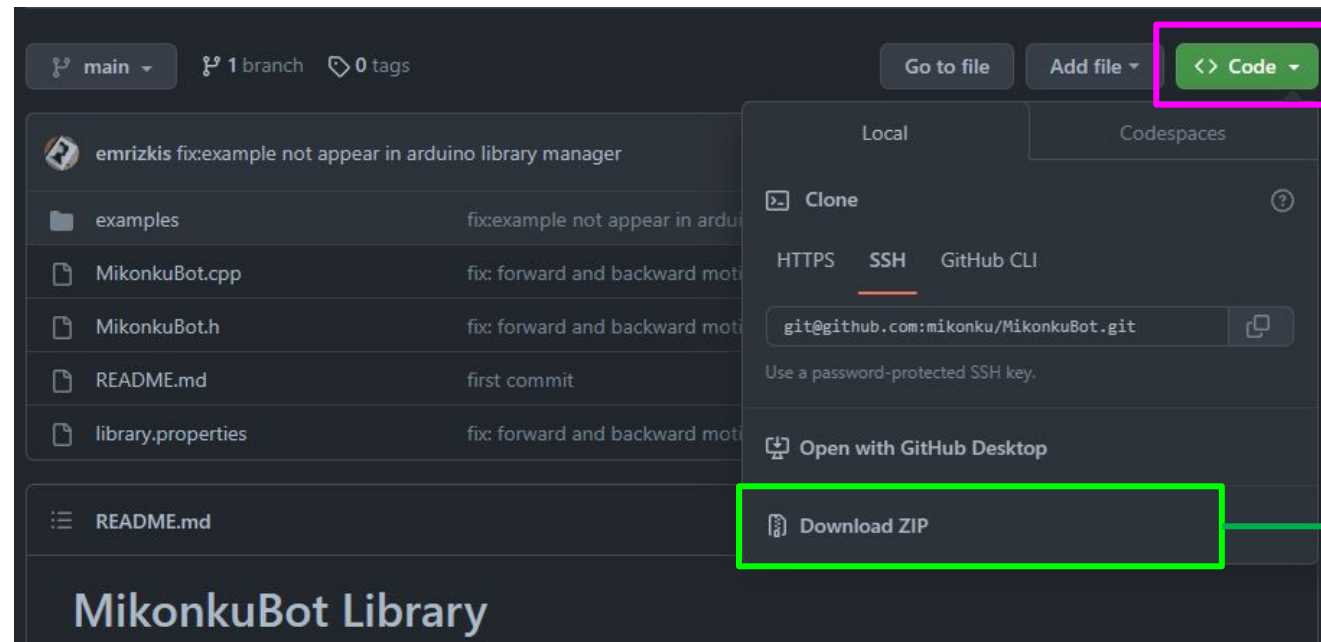 main 1 branch 0 tags Go to file Add file <> Code
emrizkis fix:example not appear in arduino library manager
examples fix:example not appear in ardui
MikonkuBot.cpp fix: forward and backward moti
MikonkuBot.h fix: forward and backward moti
README.md first commit
library.properties fix: forward and backward moti
README.md
MikonkuBot Library
Local Codespaces
Clone
HTTPS SSH GitHub CLI
git@github.com:mikonku/MikonkuBot.git
Use a password-protected SSH key.
Open with GitHub Desktop
Download ZIP